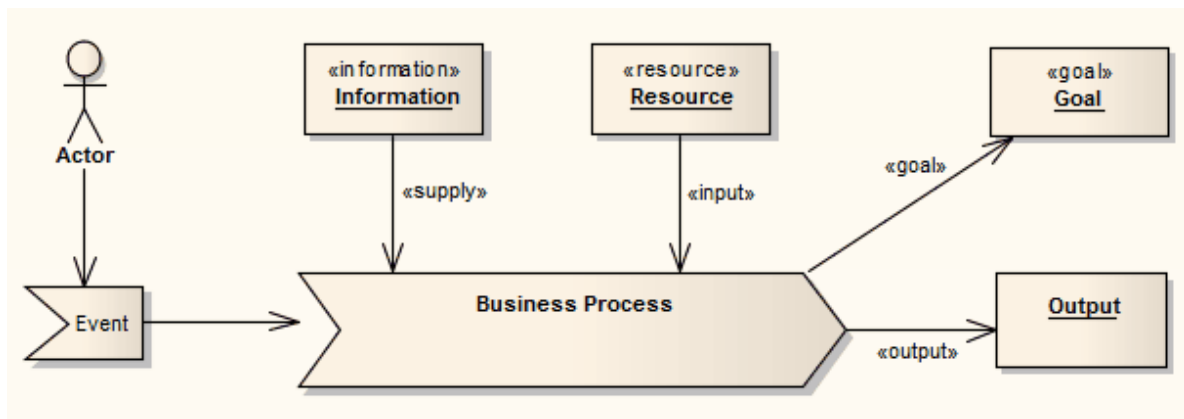 «information»
Information
«resource»
Resource
«goal»
Goal
Actor
«supply»
«input»
«goal»
Event
Business Process
Output
«output»